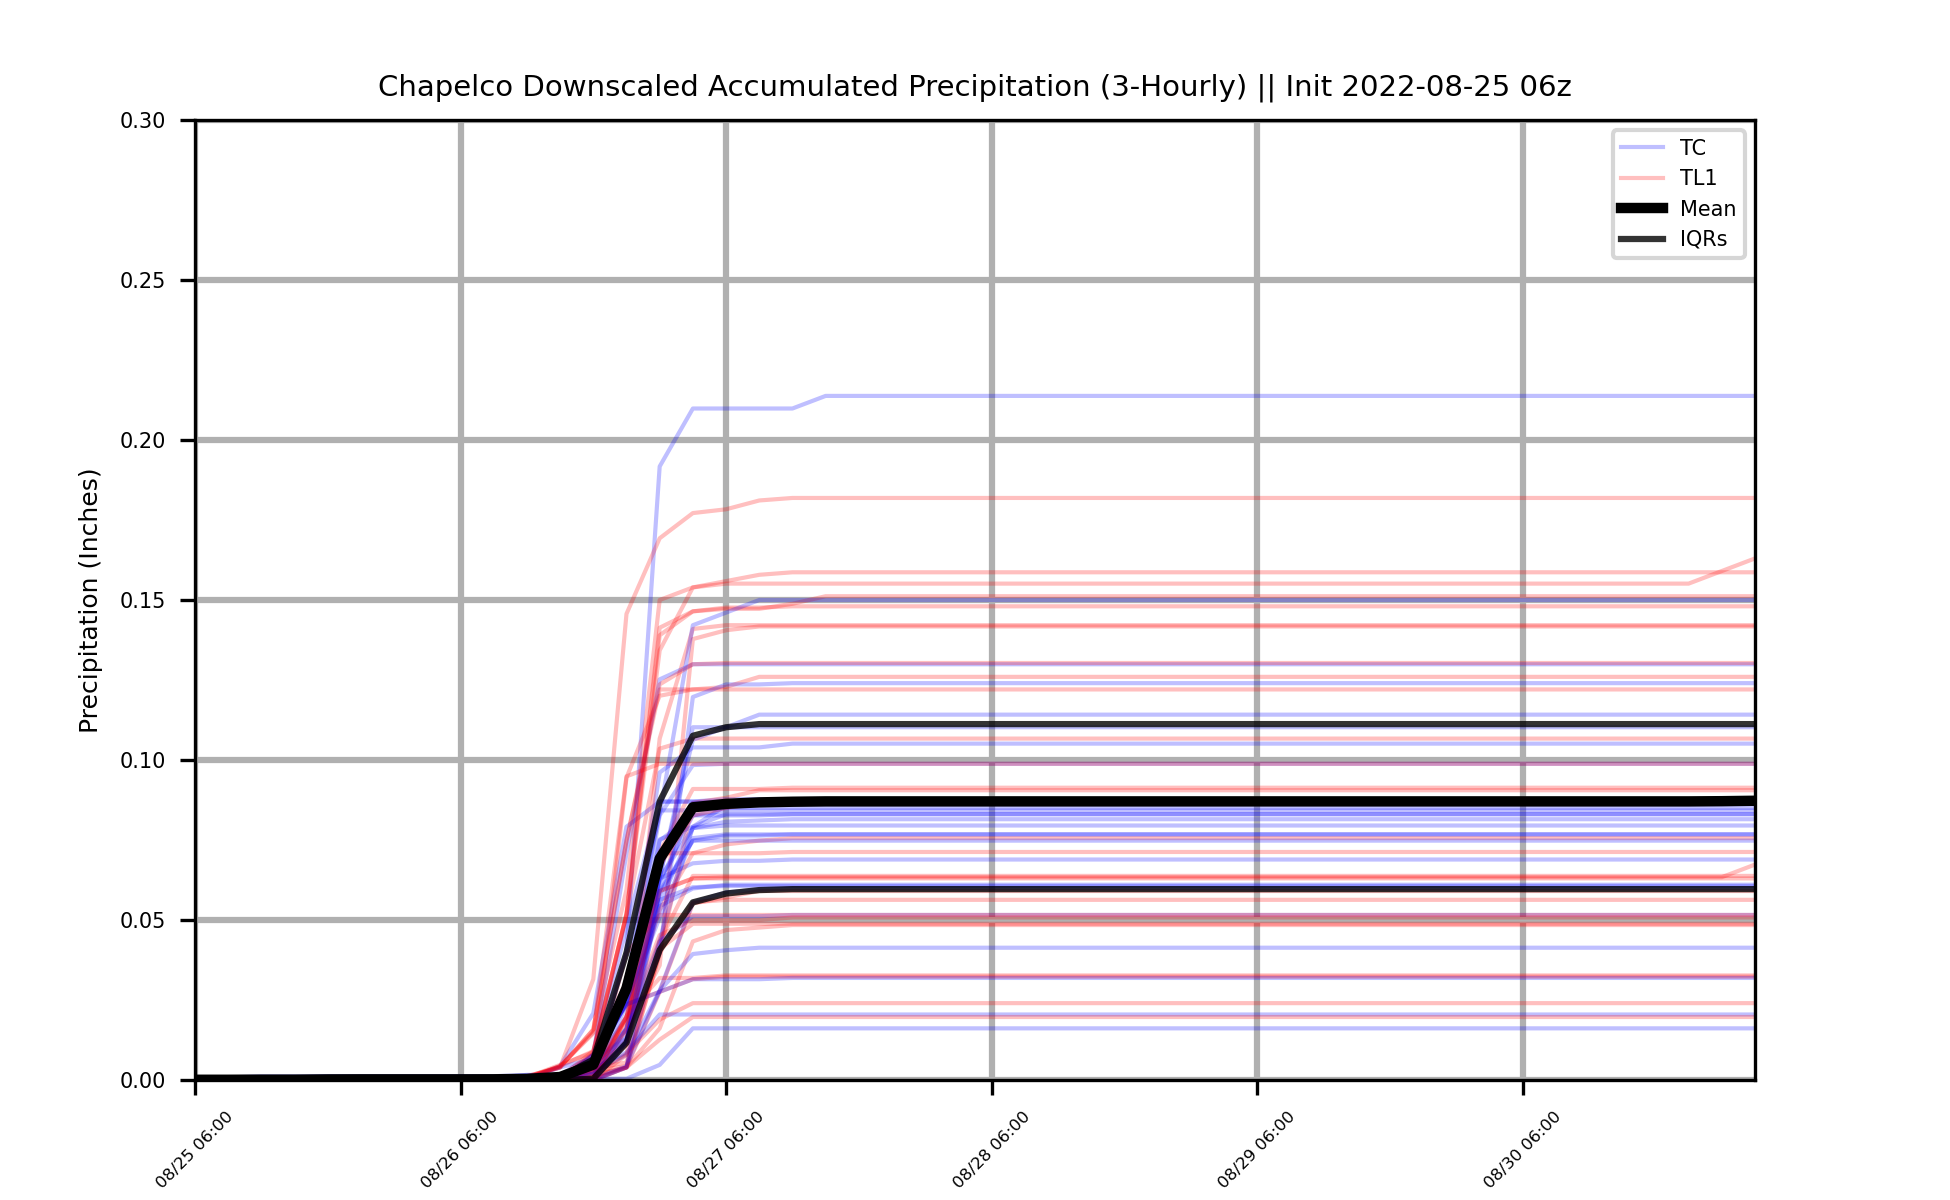 Chapelco Downscaled Accumulated Precipitation (3-Hourly) || Init 2022-08-25 06z
0.30
0.25
0.20
0.15
0.10
0.05
0.00
Precipitation (Inches)
TC
TL1
Mean
IQRs
08/25 06:00
08/26 06:00
08/27 06:00
08/28 06:00
08/29 06:00
08/30 06:00